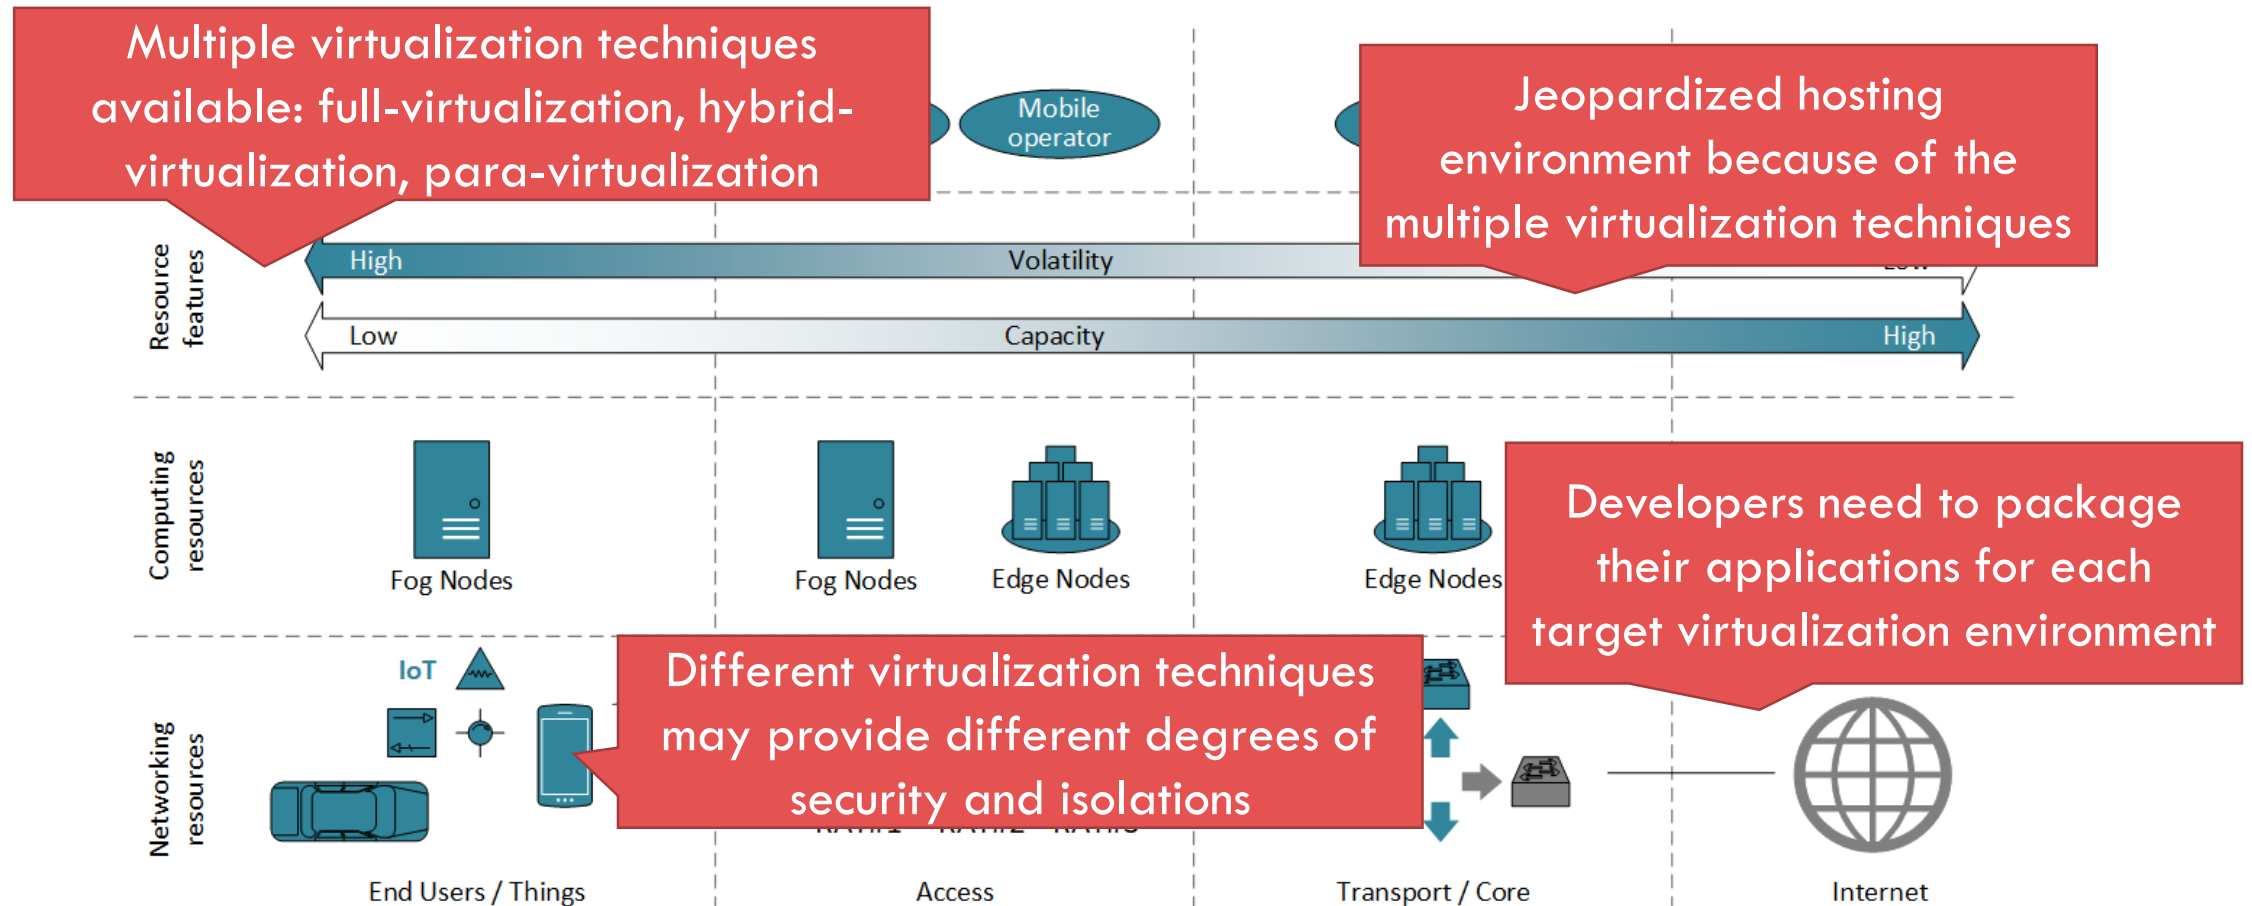 Multiple virtualization techniques
available: full-virtualization, hybrid-
virtualization, para-virtualization
Mobile
operator
Jeopardized hosting
environment because of the
multiple virtualization techniques
Resource
features
High
Volatility
Low
Capacity
High
Computing
resources
Fog Nodes
Fog Nodes
Edge Nodes
Edge Nodes
Developers need to package
their applications for each
target virtualization environment
Networking
resources
IoT
Different virtualization techniques
may provide different degrees of
security and isolations
End Users / Things
Access
Transport / Core
Internet